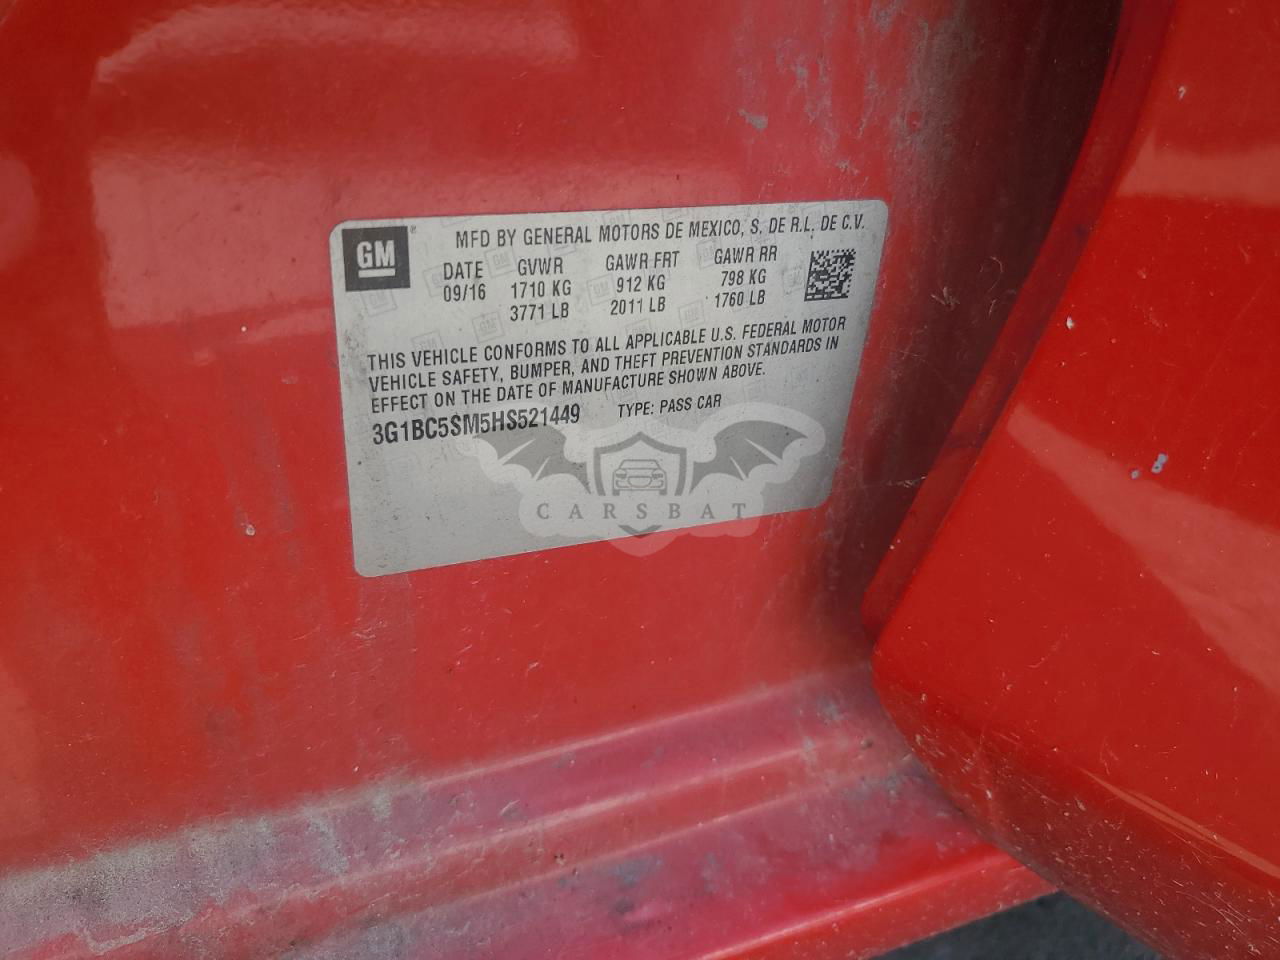 GM
MFD BY GENERAL MOTORS DE MEXICO, S. DE R.L. DE C.V.
DATE GVWR GAWR FRT GAWR RR
09/16 1710 KG 912 KG 798 KG
3771 LB 2011 LB 1760 LB
THIS VEHICLE CONFORMS TO ALL APPLICABLE U.S. FEDERAL MOTOR
VEHICLE SAFETY, BUMPER, AND THEFT PREVENTION STANDARDS IN
EFFECT ON THE DATE OF MANUFACTURE SHOWN ABOVE.
3G1BC5SM5HS521449 TYPE: PASS CAR
CARSBAT